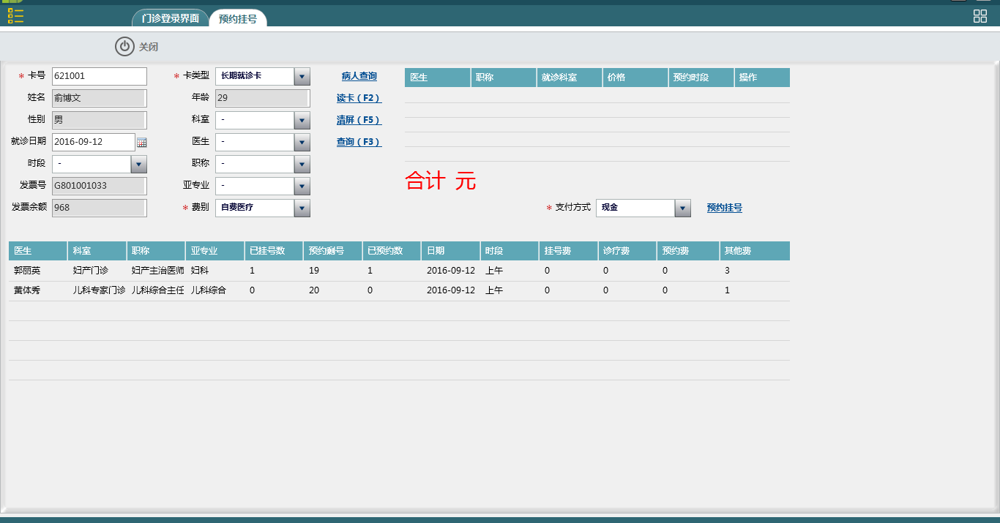 门诊登录界面 预约挂号
关闭
* 卡号 621001 * 卡类型 长期就诊卡 病人查询 医生 职称 就诊科室 价格 预约时段 操作
姓名 俞博文 年龄 29 读卡（F2）
性别 男 科室 - 清屏（F5）
就诊日期 2016-09-12 医生 - 查询（F3）
时段 - 职称 -
发票号 G801001033 亚专业 - 合计 元
发票余额 968 * 费别 自费医疗 * 支付方式 现金 预约挂号
医生 科室 职称 亚专业 已挂号数 预约剩号 已预约数 日期 时段 挂号费 诊疗费 预约费 其他费
郭丽英 妇产门诊 妇产主治医师 妇科 1 19 1 2016-09-12 上午 0 0 0 3
黄体秀 儿科专家门诊 儿科综合主任 儿科综合 0 20 0 2016-09-12 上午 0 0 0 1